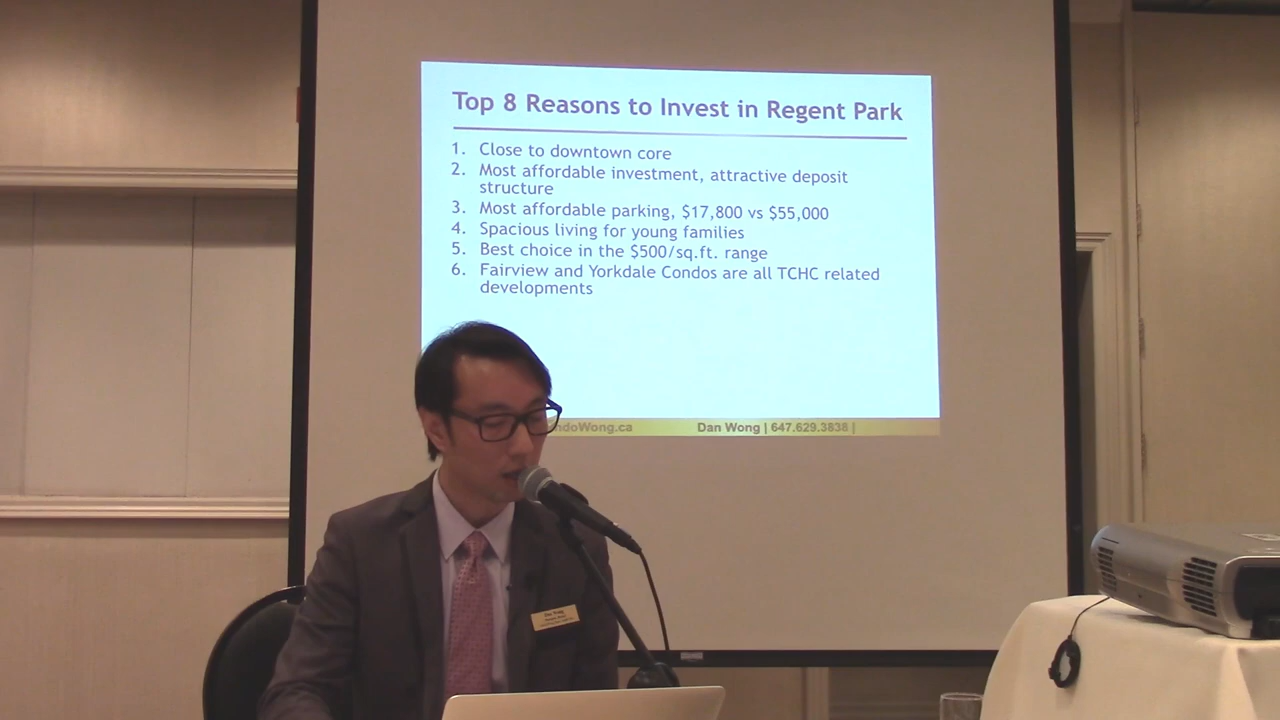 Top 8 Reasons to Invest in Regent Park
1. Close to downtown core
2. Most affordable investment, attractive deposit
structure
3. Most affordable parking, $17,800 vs $55,000
4. Spacious living for young families
5. Best choice in the $500/sq.ft. range
6. Fairview and Yorkdale Condos are all TCHC related
developments
ndoWong.ca Dan Wong | 647.629.3838 |